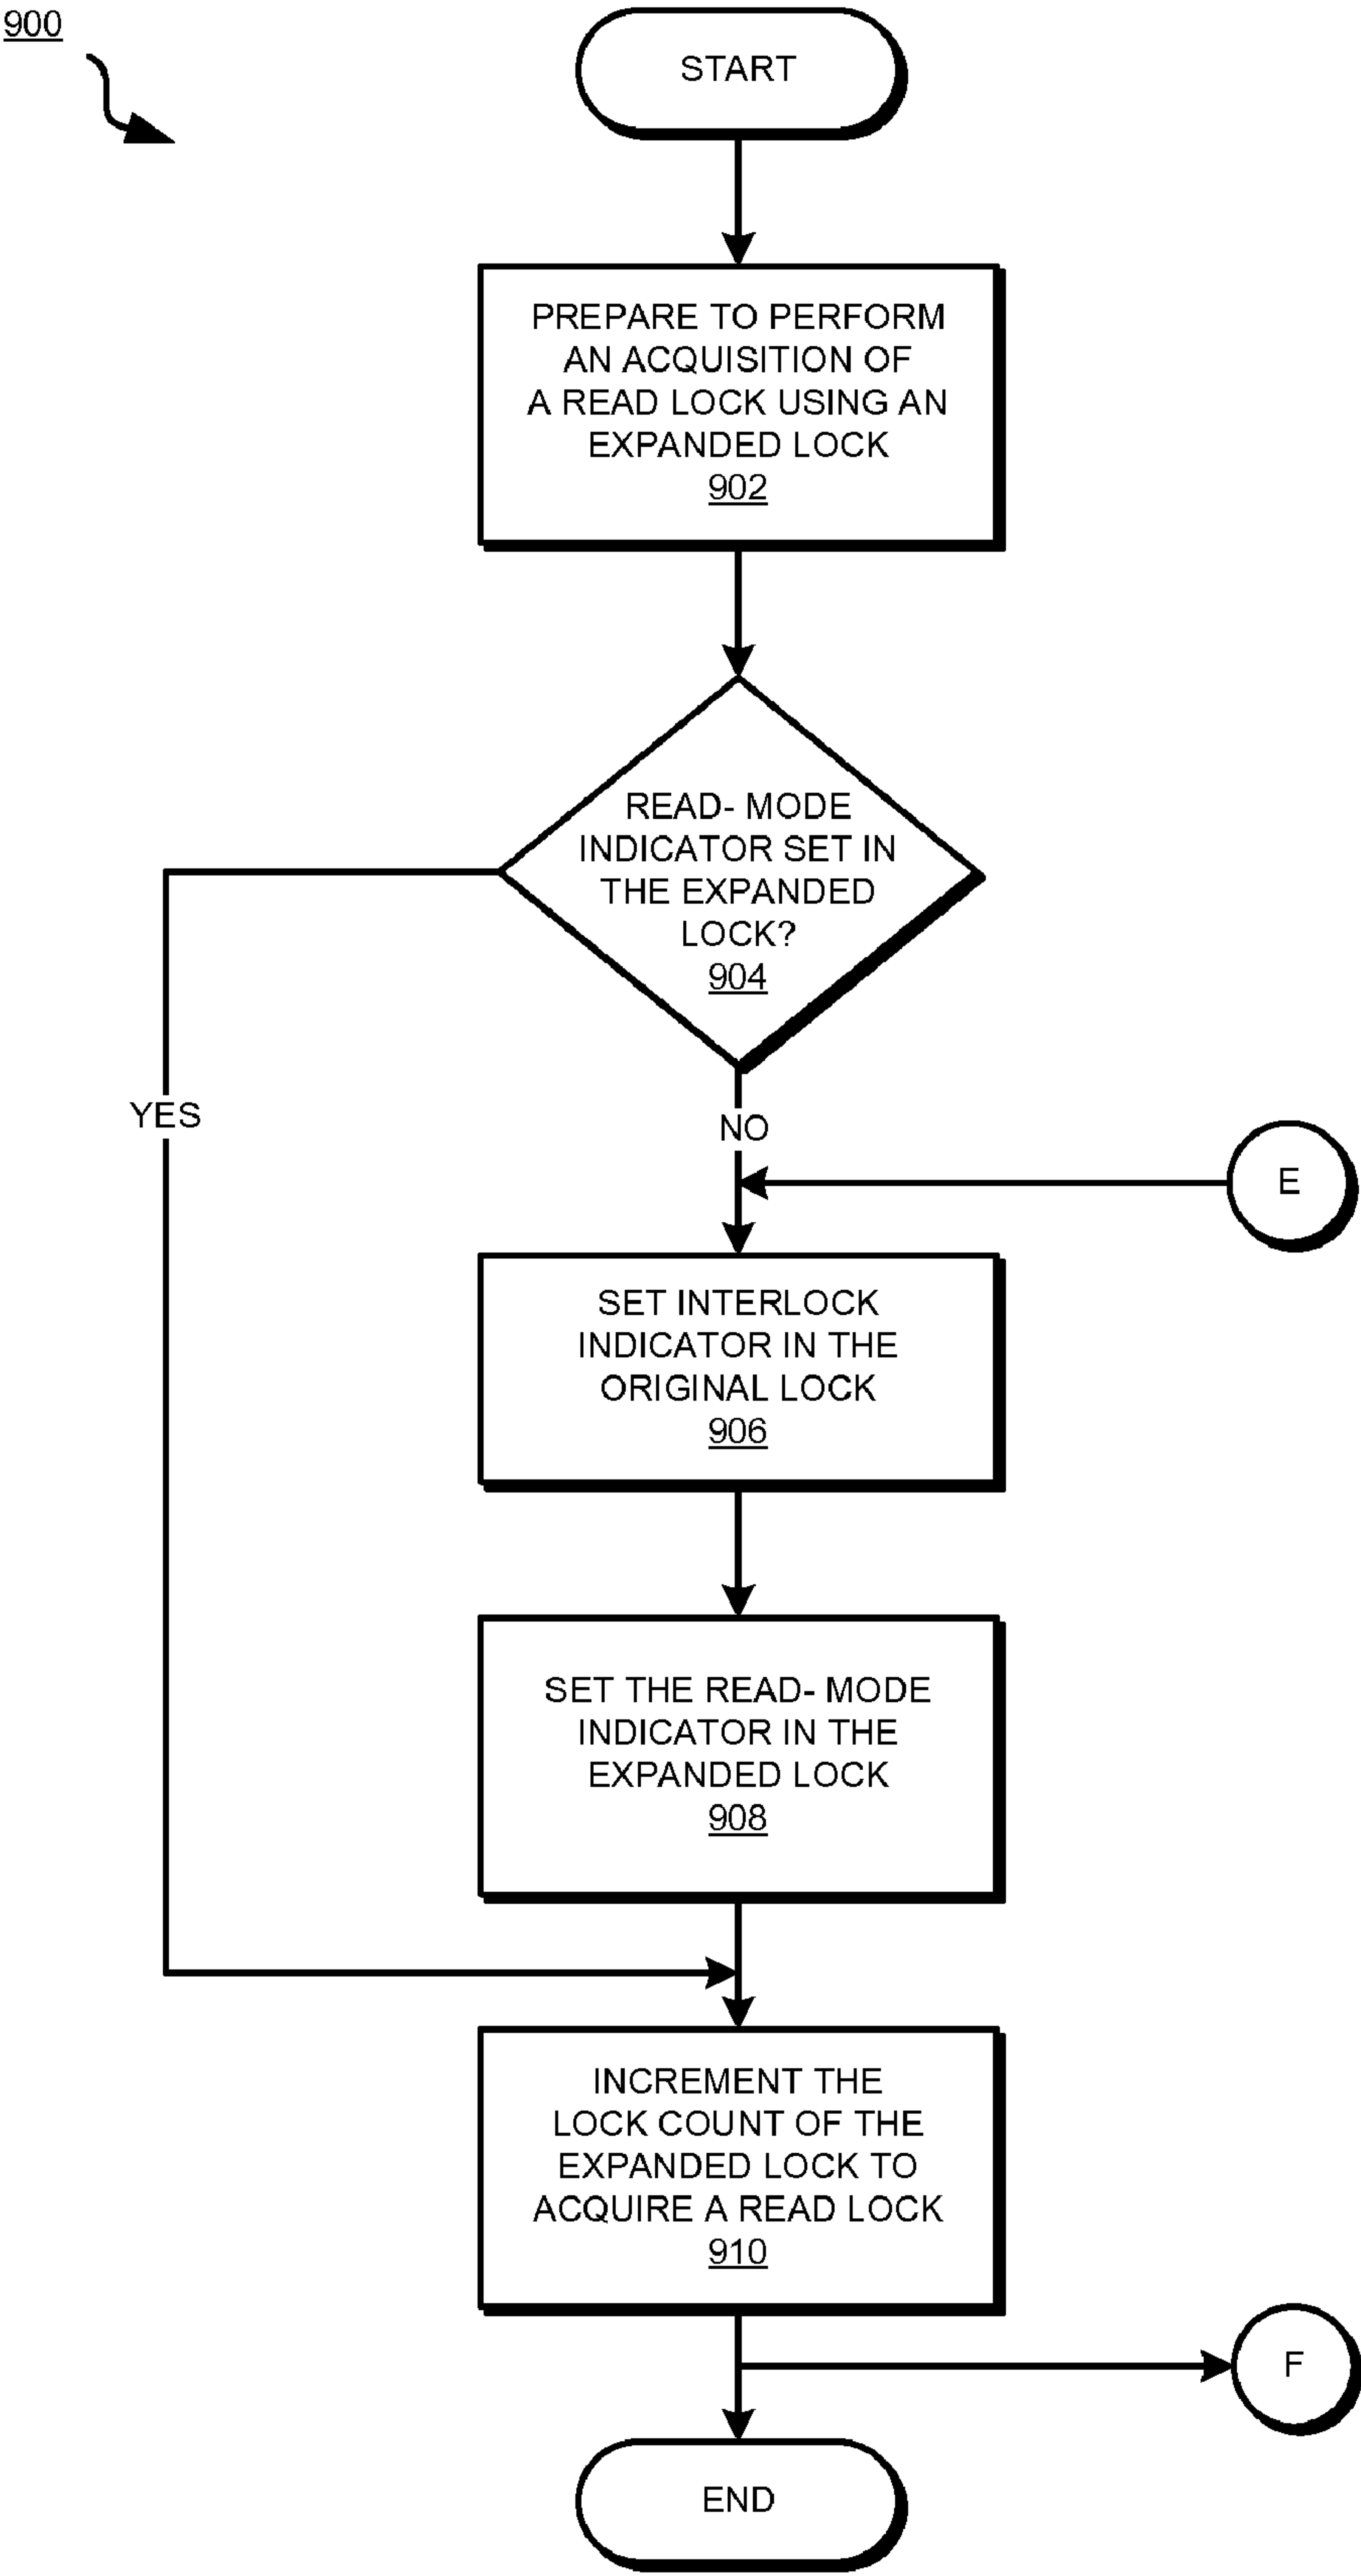 900
START
PREPARE TO PERFORM
AN ACQUISITION OF
A READ LOCK USING AN
EXPANDED LOCK
902
READ- MODE
INDICATOR SET IN
THE EXPANDED
LOCK?
904
YES
NO
E
SET INTERLOCK
INDICATOR IN THE
ORIGINAL LOCK
906
SET THE READ- MODE
INDICATOR IN THE
EXPANDED LOCK
908
INCREMENT THE
LOCK COUNT OF THE
EXPANDED LOCK TO
ACQUIRE A READ LOCK
910
F
END